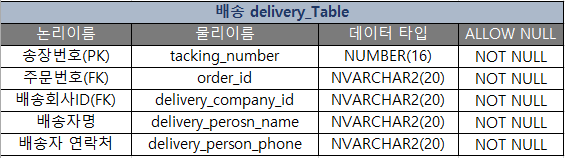 배송 delivery_Table
논리이름 물리이름 데이터 타입 ALLOW NULL
송장번호(PK) tacking_number NUMBER(16) NOT NULL
주문번호(FK) order_id NVARCHAR2(20) NOT NULL
배송회사ID(FK) delivery_company_id NVARCHAR2(20) NOT NULL
배송자명 delivery_perosn_name NVARCHAR2(20) NOT NULL
배송자 연락처 delivery_person_phone NVARCHAR2(20) NOT NULL